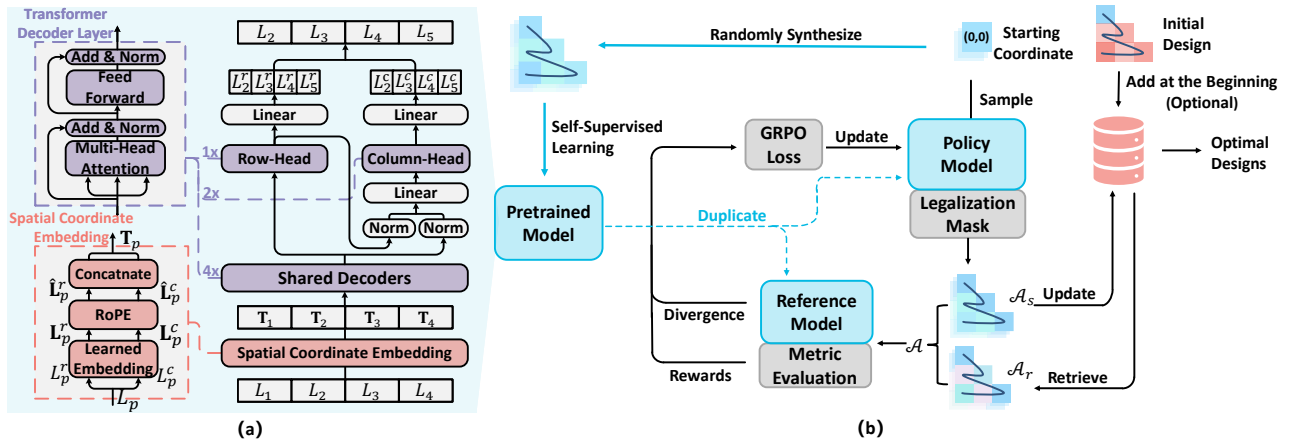 Transformer
Decoder Layer
Add & Norm
Feed
Forward
Add & Norm
Multi-Head
Attention
Spatial Coordinate
Embedding
T_p
Concatnate
L̂_p^r
L̂_p^c
RoPE
L_p^r
L_p^c
Learned
Embedding
L_p^r
L_p^c
L_p
1x
2x
4x
L_2 L_3 L_4 L_5
L_2^r L_3^r L_4^r L_5^r
L_2^c L_3^c L_4^c L_5^c
Linear
Linear
Row-Head
Column-Head
Linear
Norm
Norm
Shared Decoders
T_1 T_2 T_3 T_4
Spatial Coordinate Embedding
L_1 L_2 L_3 L_4
(a)
Randomly Synthesize
(0,0)
Starting
Coordinate
Initial
Design
Self-Supervised
Learning
Sample
Add at the Beginning
(Optional)
GRPO
Loss
Update
Policy
Model
Legalization
Mask
Optimal
Designs
Pretrained
Model
Duplicate
Divergence
Reference
Model
Metric
Evaluation
Rewards
𝒜
𝒜_s
Update
𝒜_r
Retrieve
(b)